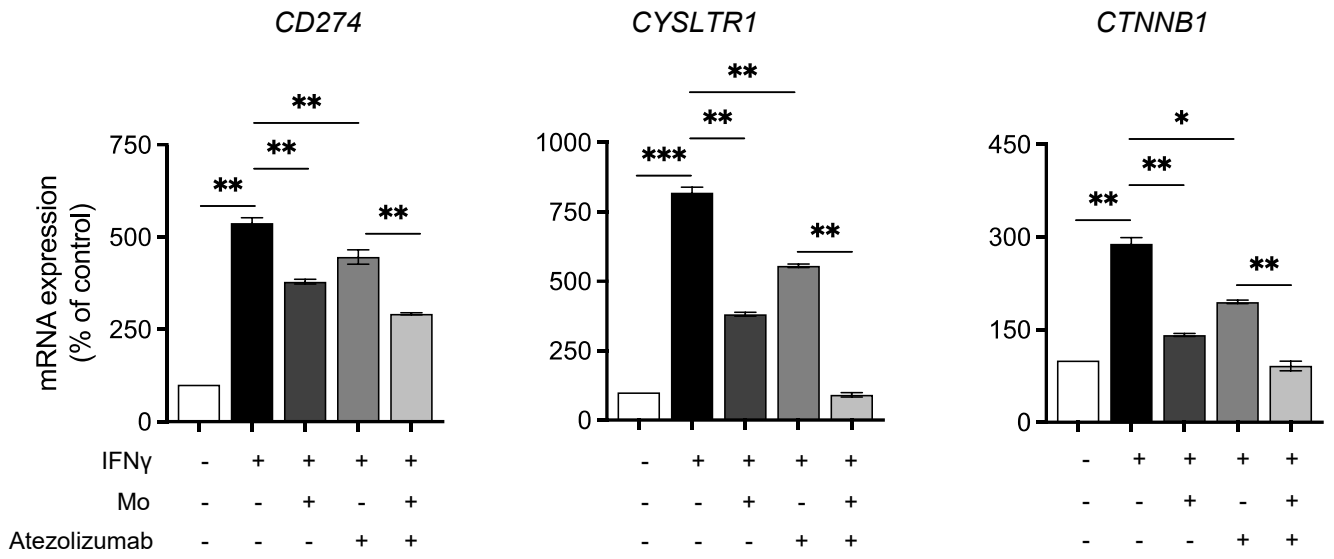 CD274 CYSLTR1 CTNNB1
mRNA expression
(% of control)
750
500
250
0
** ** ** **
1000
750
500
250
0
*** ** ** **
450
300
150
0
** ** * **
IFNγ - + + + + - + + + + - + + + +
Mo - - + - + - - + - + - - + - +
Atezolizumab - - - + + - - - + + - - - + +